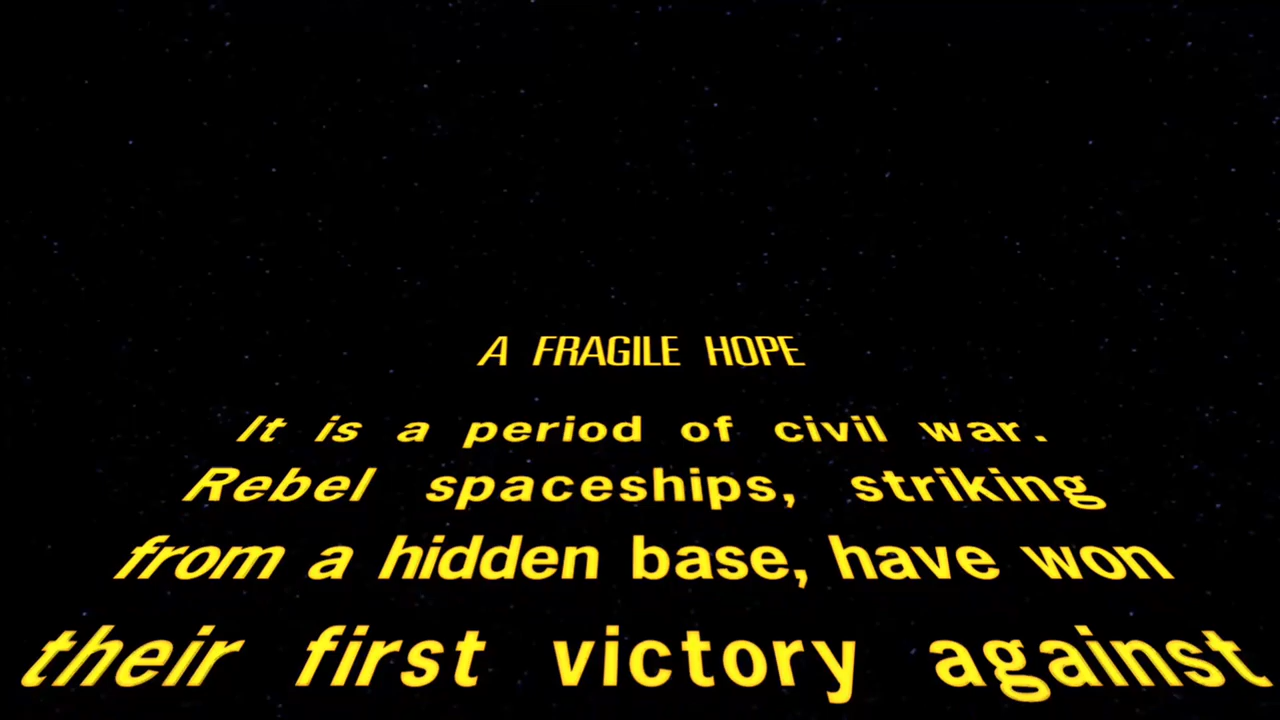 A FRAGILE HOPE
It is a period of civil war.
Rebel spaceships, striking
from a hidden base, have won
their first victory against